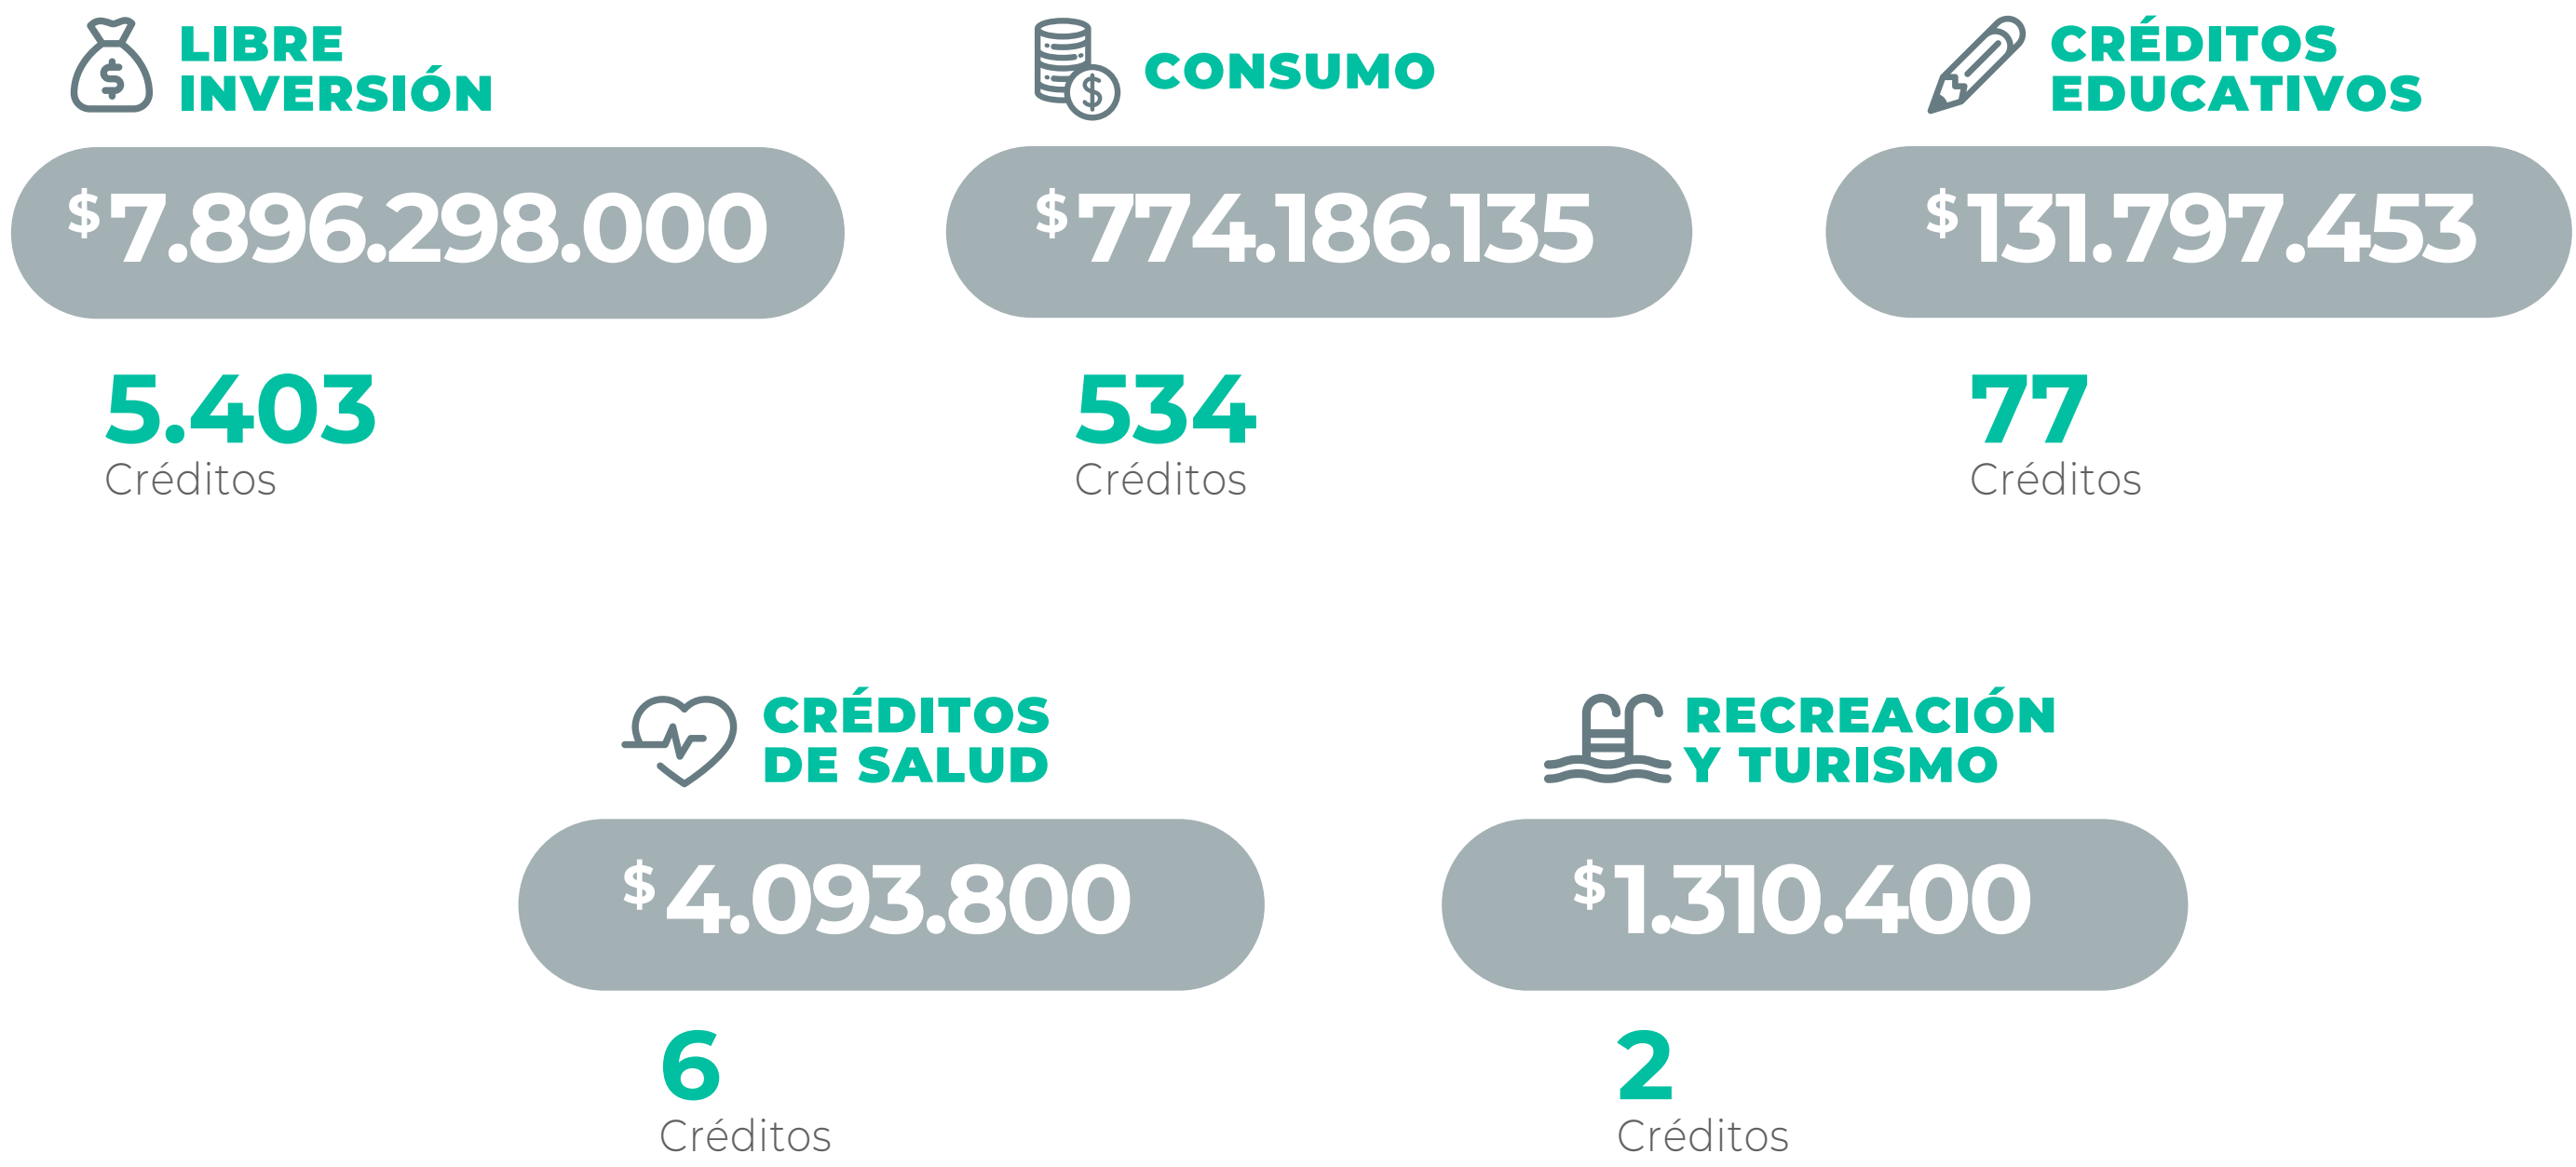 LIBRE
INVERSIÓN
$7.896.298.000
5.403
Créditos
CONSUMO
$774.186.135
534
Créditos
CRÉDITOS
EDUCATIVOS
$131.797.453
77
Créditos
CRÉDITOS
DE SALUD
$4.093.800
6
Créditos
RECREACIÓN
Y TURISMO
$1.310.400
2
Créditos